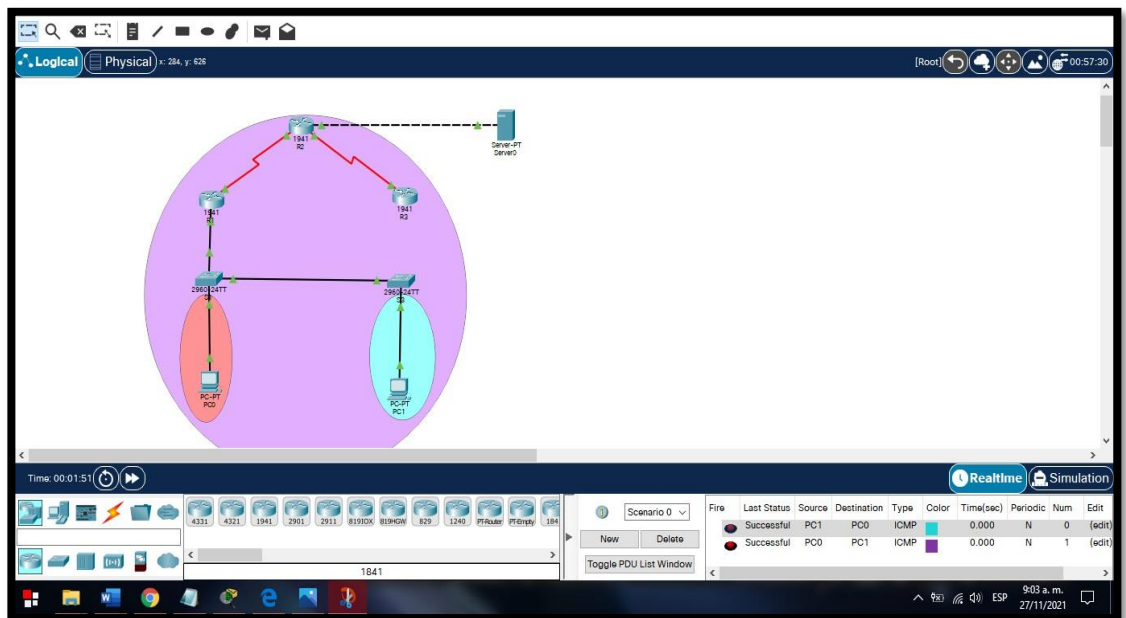 Logical Physical x: 284, y: 626 [Root] 00:57:30
1941
R2
Server-PT
Server0
1941
1941
R3
2960-24TT
2960-24TT
PC-PT
PC0
PC-PT
PC1
Time: 00:01:51 Realtime Simulation
4331 4321 1941 2901 2911 819IOX 819HGW 829 1240 PT-Router PT-Empty 184
1841
Scenario 0
New Delete
Toggle PDU List Window
Fire Last Status Source Destination Type Color Time(sec) Periodic Num Edit
Successful PC1 PC0 ICMP 0.000 N 0 (edit)
Successful PC0 PC1 ICMP 0.000 N 1 (edit)
ESP 9:03 a. m.
27/11/2021